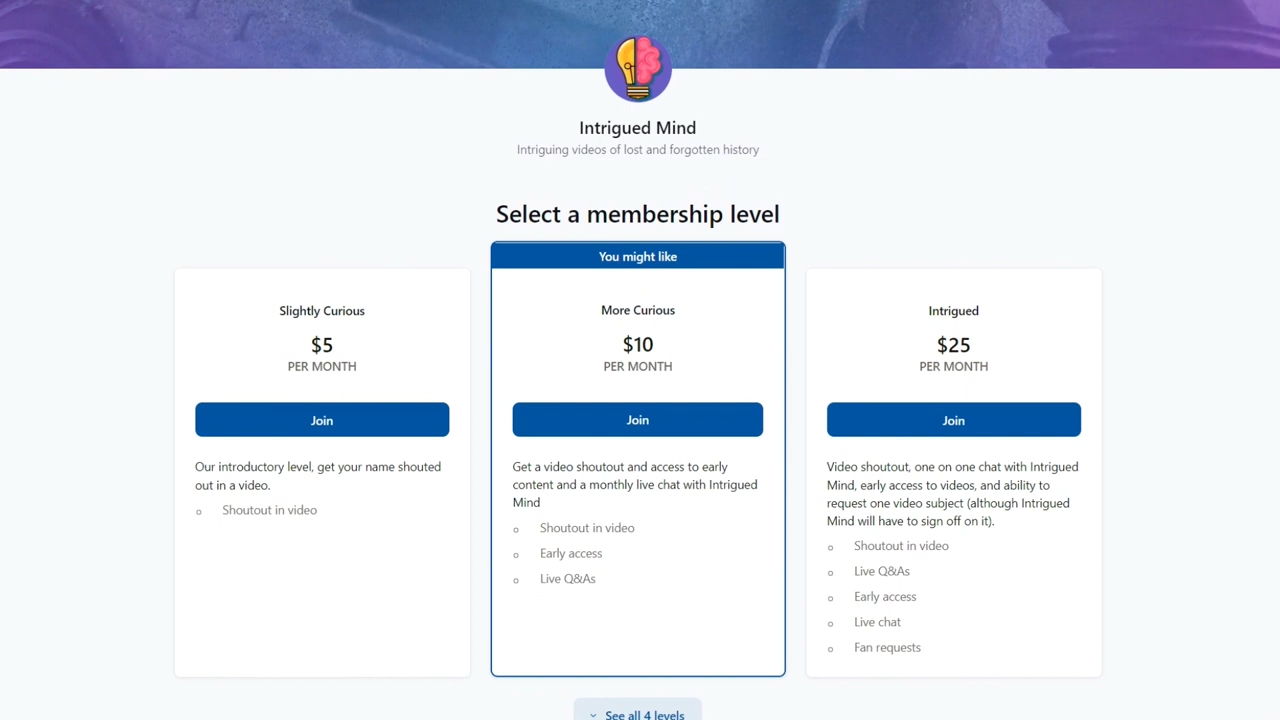 Intrigued Mind
Intriguing videos of lost and forgotten history
Select a membership level
Slightly Curious
$5
PER MONTH
Join
Our introductory level, get your name shouted
out in a video.
Shoutout in video
You might like
More Curious
$10
PER MONTH
Join
Get a video shoutout and access to early
content and a monthly live chat with Intrigued
Mind
Shoutout in video
Early access
Live Q&As
Intrigued
$25
PER MONTH
Join
Video shoutout, one on one chat with Intrigued
Mind, early access to videos, and ability to
request one video subject (although Intrigued
Mind will have to sign off on it).
Shoutout in video
Live Q&As
Early access
Live chat
Fan requests
See all 4 levels